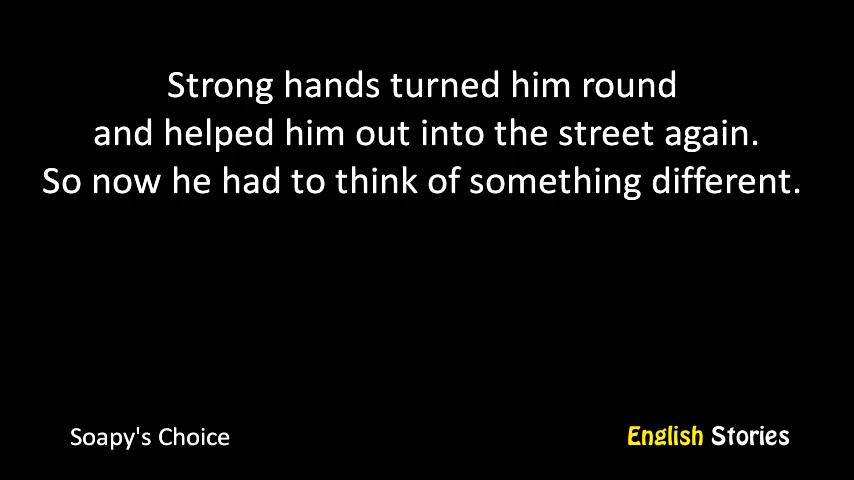 Strong hands turned him round
and helped him out into the street again.
So now he had to think of something different.
Soapy's Choice
English Stories